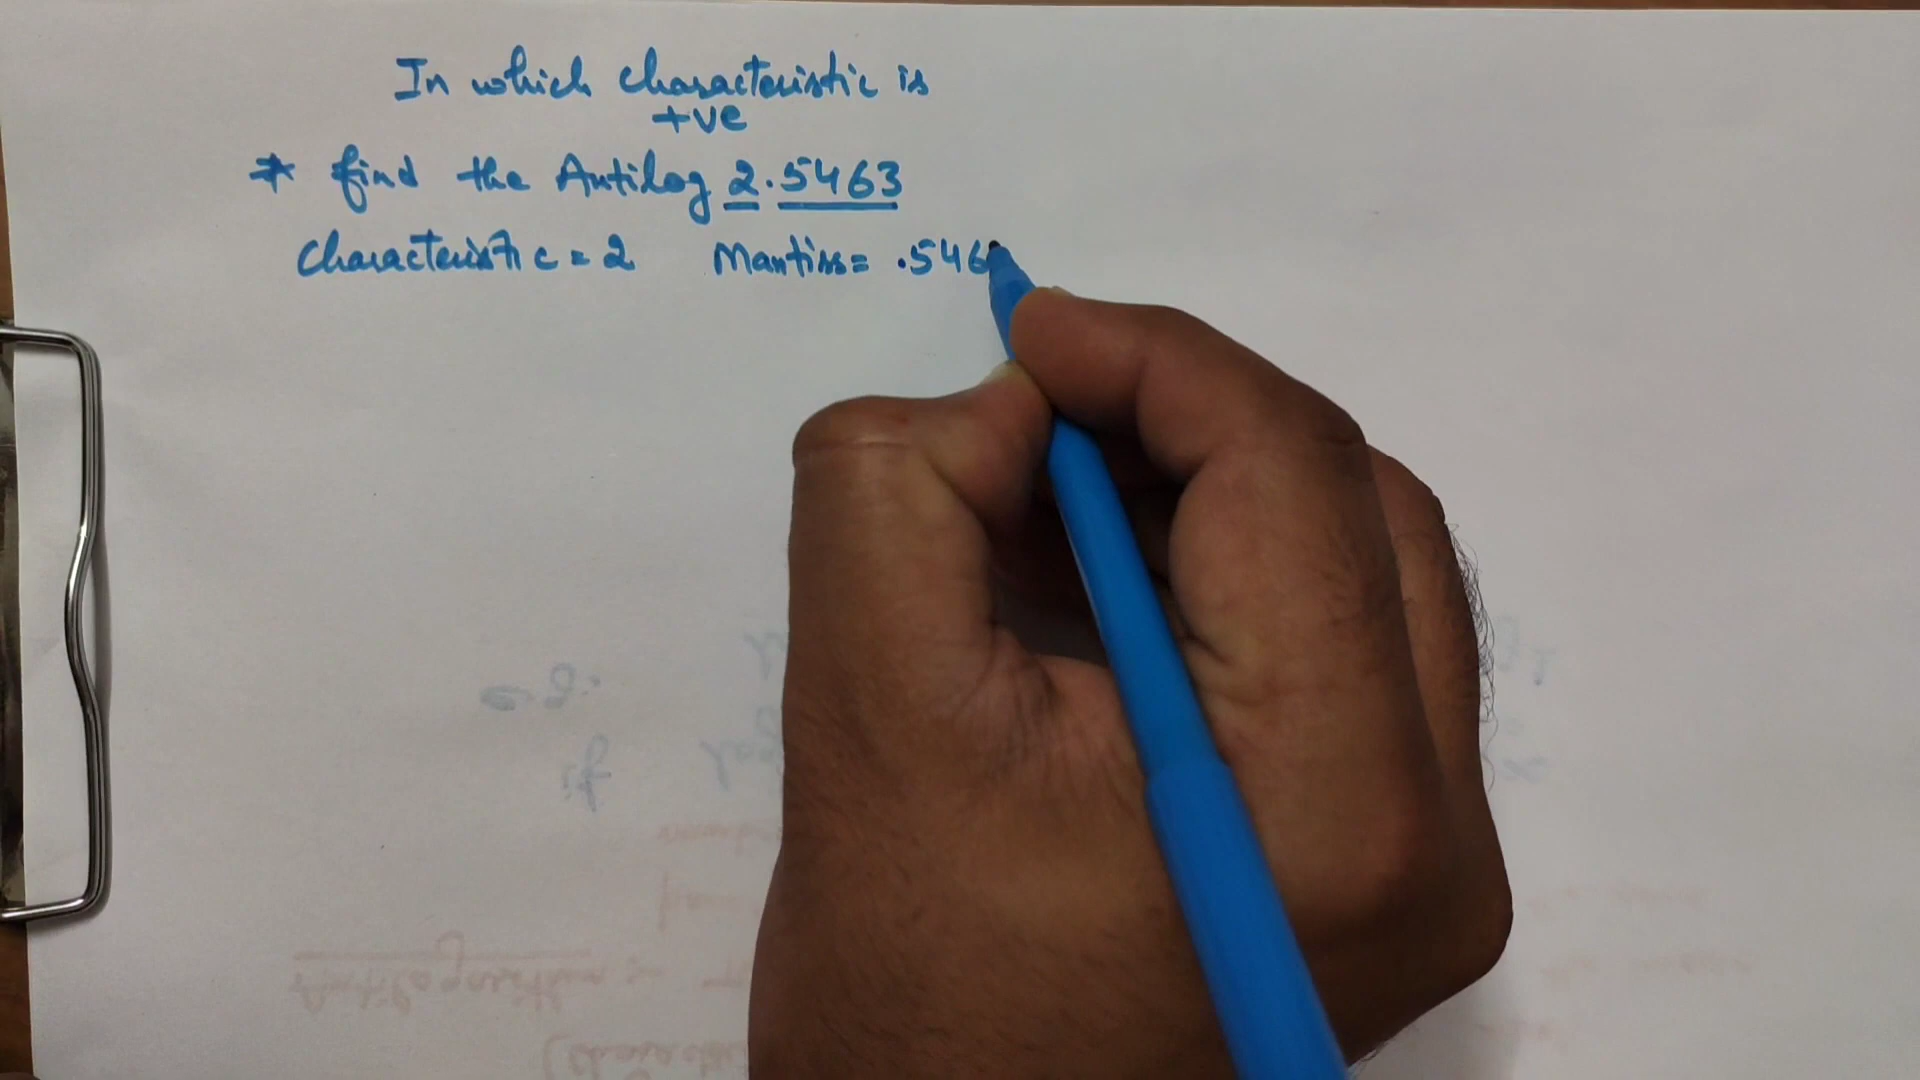 In which characteristic is
+ve
* find the Antilog 2.5463
Characteristic = 2 Mantiss = .546